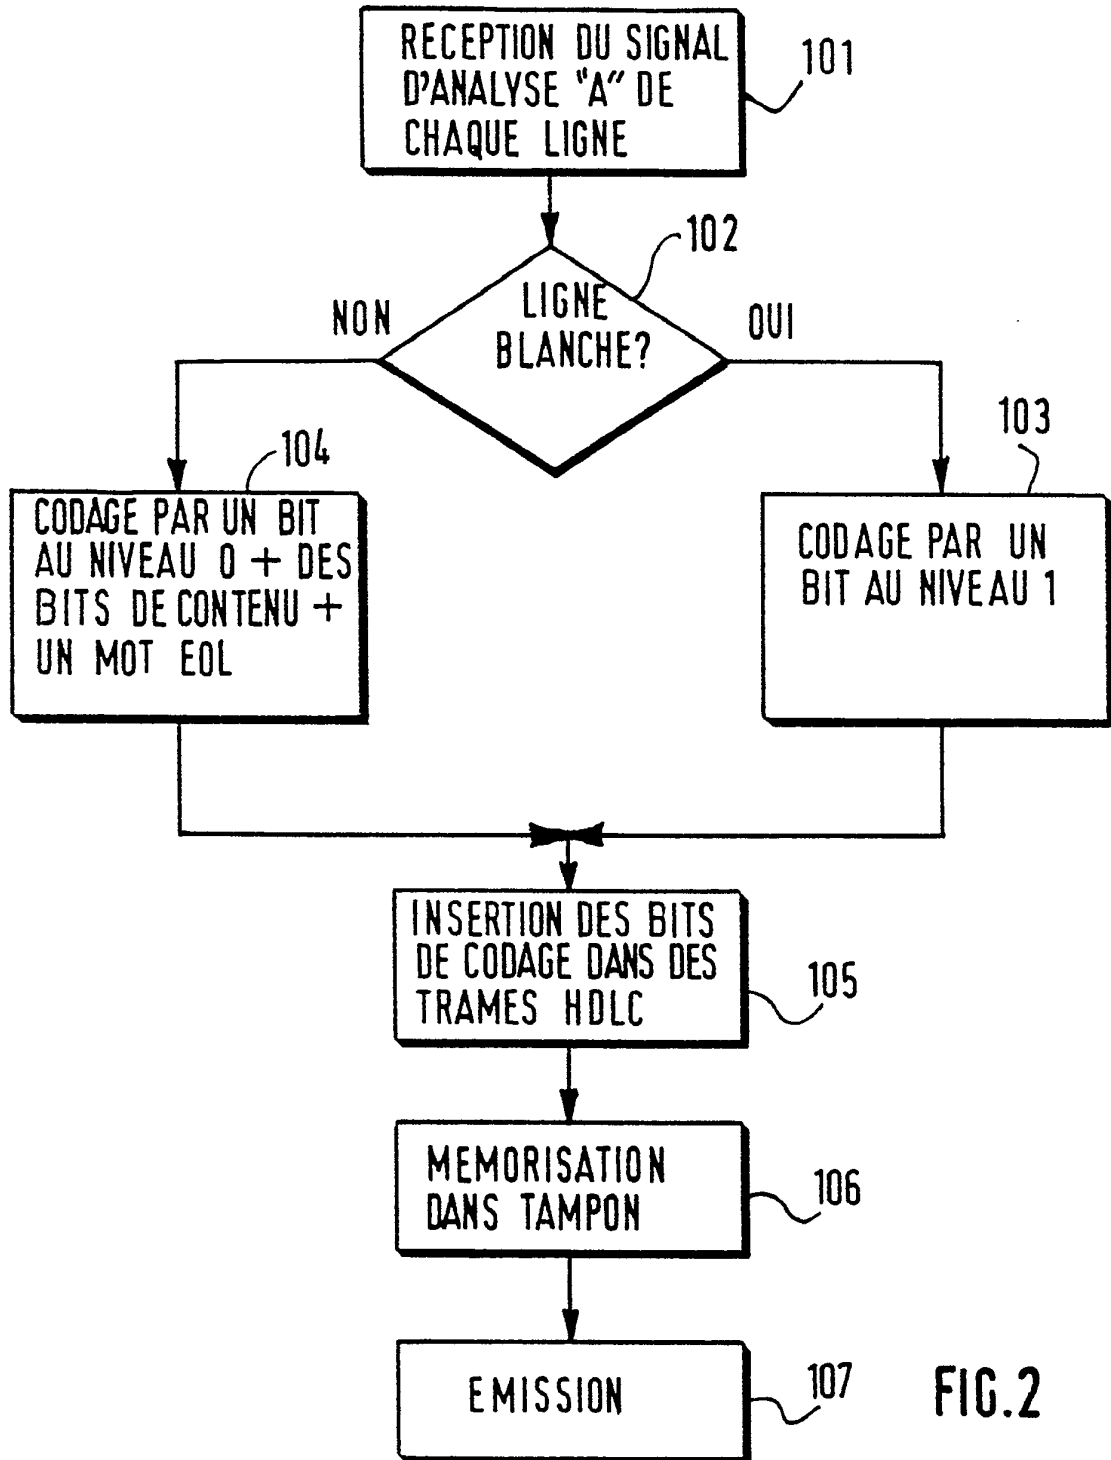 RECEPTION DU SIGNAL
D'ANALYSE "A" DE
CHAQUE LIGNE
101
102
LIGNE
BLANCHE?
NON
OUI
104
CODAGE PAR UN BIT
AU NIVEAU 0 + DES
BITS DE CONTENU +
UN MOT EOL
103
CODAGE PAR UN
BIT AU NIVEAU 1
INSERTION DES BITS
DE CODAGE DANS DES
TRAMES HDLC
105
MEMORISATION
DANS TAMPON
106
EMISSION
107
FIG.2